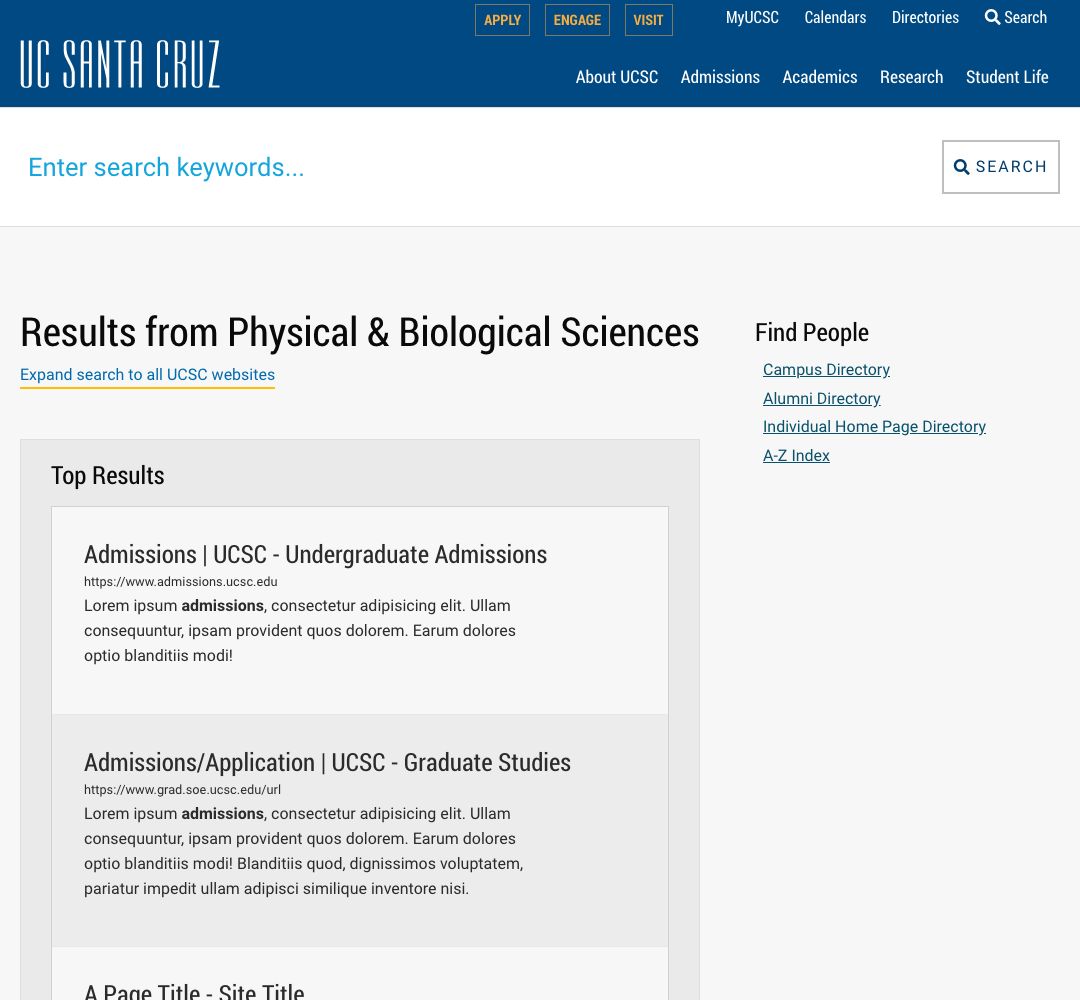 APPLY ENGAGE VISIT MyUCSC Calendars Directories Search
UC SANTA CRUZ
About UCSC Admissions Academics Research Student Life
Enter search keywords...
SEARCH
Results from Physical & Biological Sciences
Expand search to all UCSC websites
Top Results
Admissions | UCSC - Undergraduate Admissions
https://www.admissions.ucsc.edu
Lorem ipsum admissions, consectetur adipisicing elit. Ullam
consequuntur, ipsam provident quos dolorem. Earum dolores
optio blanditiis modi!
Admissions/Application | UCSC - Graduate Studies
https://www.grad.soe.ucsc.edu/url
Lorem ipsum admissions, consectetur adipisicing elit. Ullam
consequuntur, ipsam provident quos dolorem. Earum dolores
optio blanditiis modi! Blanditiis quod, dignissimos voluptatem,
pariatur impedit ullam adipisci similique inventore nisi.
A Page Title - Site Title
Find People
Campus Directory
Alumni Directory
Individual Home Page Directory
A-Z Index